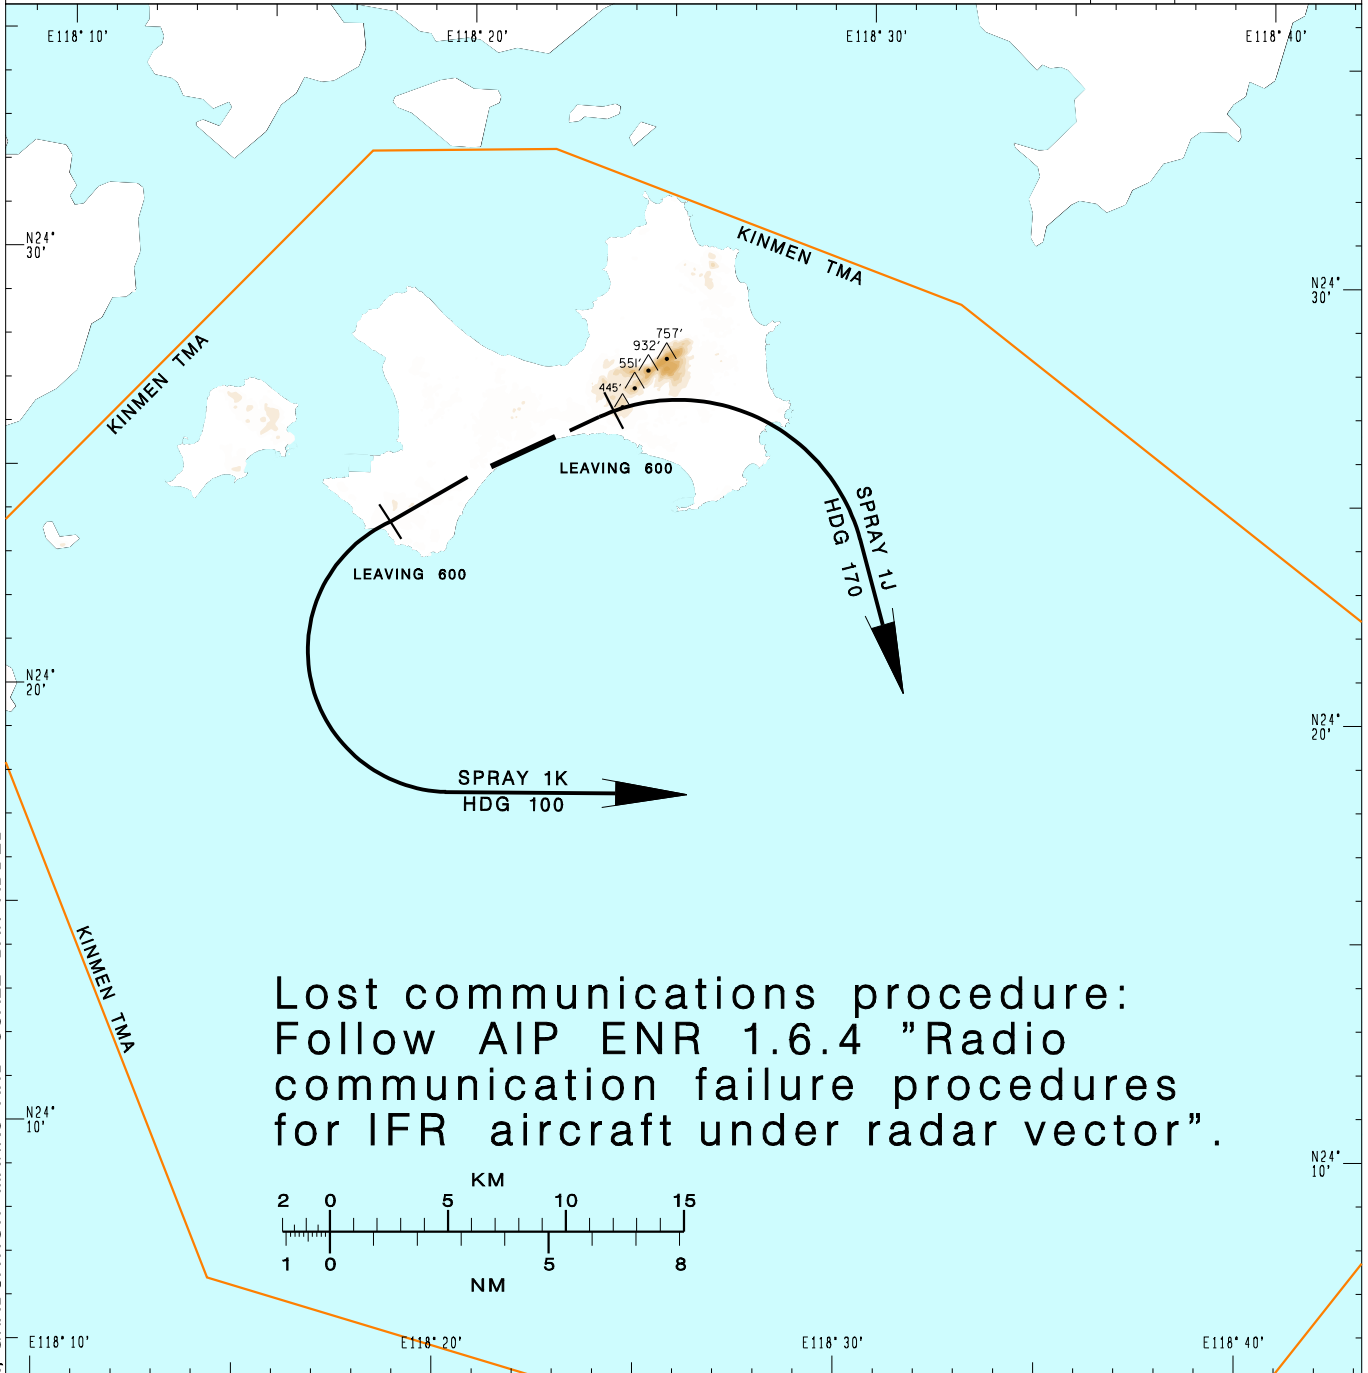 E118° 10'
E118° 20'
E118° 30'
E118° 40'
N24°
30'
KINMEN TMA
N24°
30'
KINMEN TMA
757'
932'
551'
445'
LEAVING 600
LEAVING 600
SPRAY 1J
HDG 170
N24°
20'
N24°
20'
SPRAY 1K
HDG 100
KINMEN TMA
Lost communications procedure:
Follow AIP ENR 1.6.4 ”Radio
communication failure procedures
for IFR aircraft under radar vector”.
N24°
10'
N24°
10'
KM
2 0 5 10 15
1 0 5 8
NM
E118° 10'
E118° 20'
E118° 30'
E118° 40'